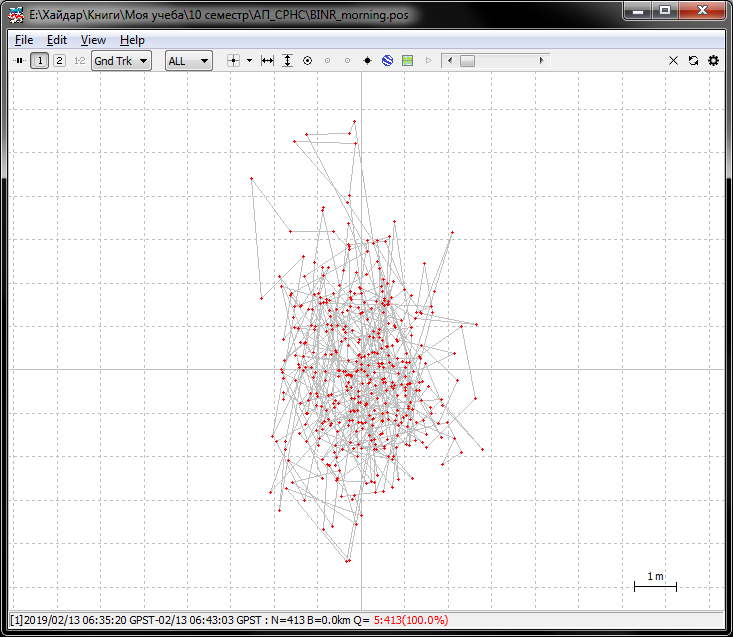 E:\Хайдар\Книги\Моя учеба\10 семестр\АП_СРНС\BINR_morning.pos
File Edit View Help
1 2 1-2 Gnd Trk ALL
1 m
[1]2019/02/13 06:35:20 GPST-02/13 06:43:03 GPST : N=413 B=0.0km Q= 5:413(100.0%)